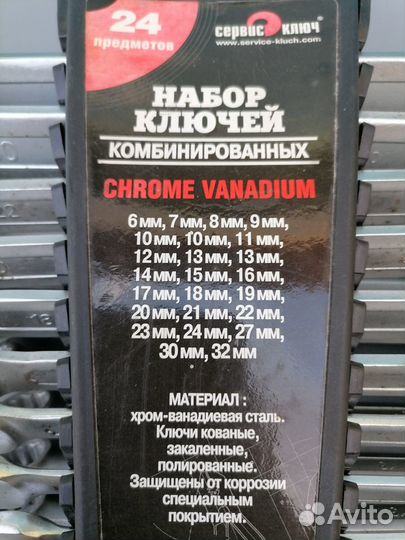 24
предметов
сервис ключ®
www.service-kluch.com
НАБОР
КЛЮЧЕЙ
КОМБИНИРОВАННЫХ
CHROME VANADIUM
6 мм, 7 мм, 8 мм, 9 мм,
10 мм, 10 мм, 11 мм,
12 мм, 13 мм, 13 мм,
14 мм, 15 мм, 16 мм,
17 мм, 18 мм, 19 мм,
20 мм, 21 мм, 22 мм,
23 мм, 24 мм, 27 мм,
30 мм, 32 мм
МАТЕРИАЛ :
хром-ванадиевая сталь.
Ключи кованые,
закаленные,
полированные.
Защищены от коррозии
специальным
покрытием.
Avito